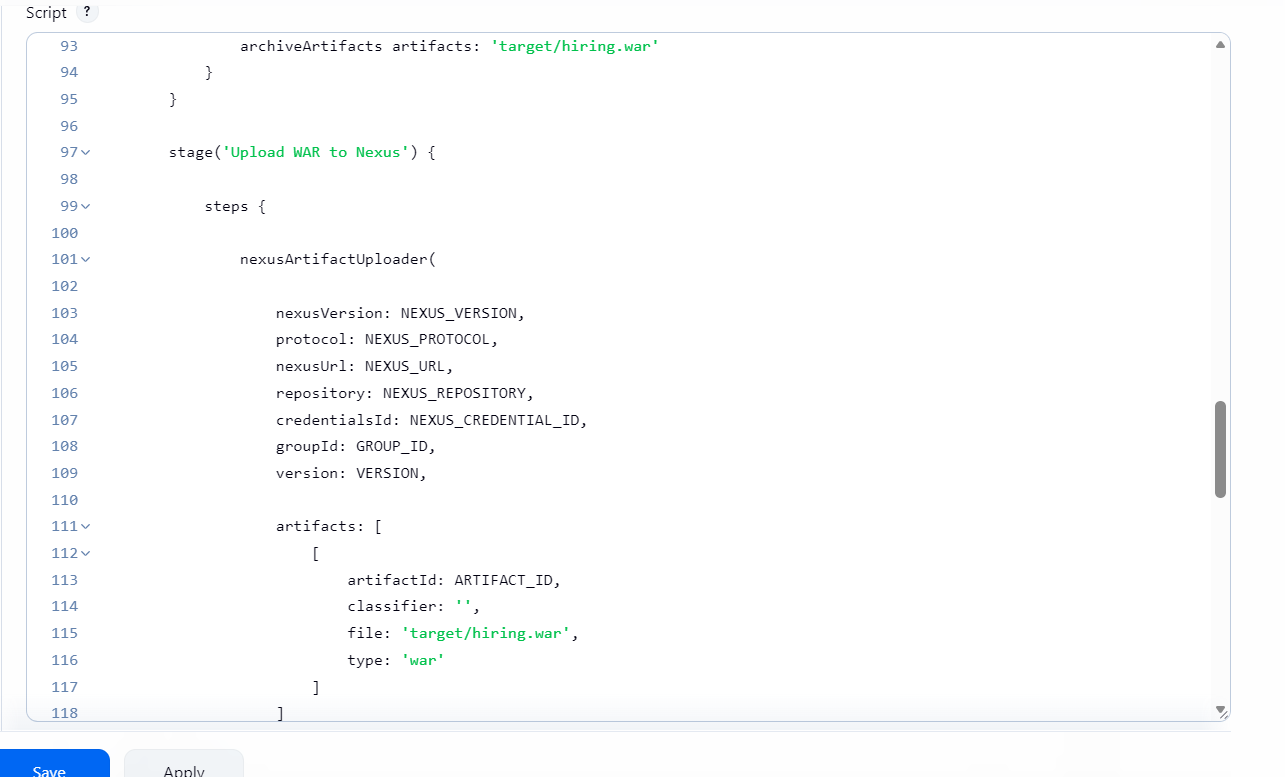 Script ?
93 archiveArtifacts artifacts: 'target/hiring.war'
94 }
95 }
96
97 stage('Upload WAR to Nexus') {
98
99 steps {
100
101 nexusArtifactUploader(
102
103 nexusVersion: NEXUS_VERSION,
104 protocol: NEXUS_PROTOCOL,
105 nexusUrl: NEXUS_URL,
106 repository: NEXUS_REPOSITORY,
107 credentialsId: NEXUS_CREDENTIAL_ID,
108 groupId: GROUP_ID,
109 version: VERSION,
110
111 artifacts: [
112 [
113 artifactId: ARTIFACT_ID,
114 classifier: '',
115 file: 'target/hiring.war',
116 type: 'war'
117 ]
118 ]
Save Apply